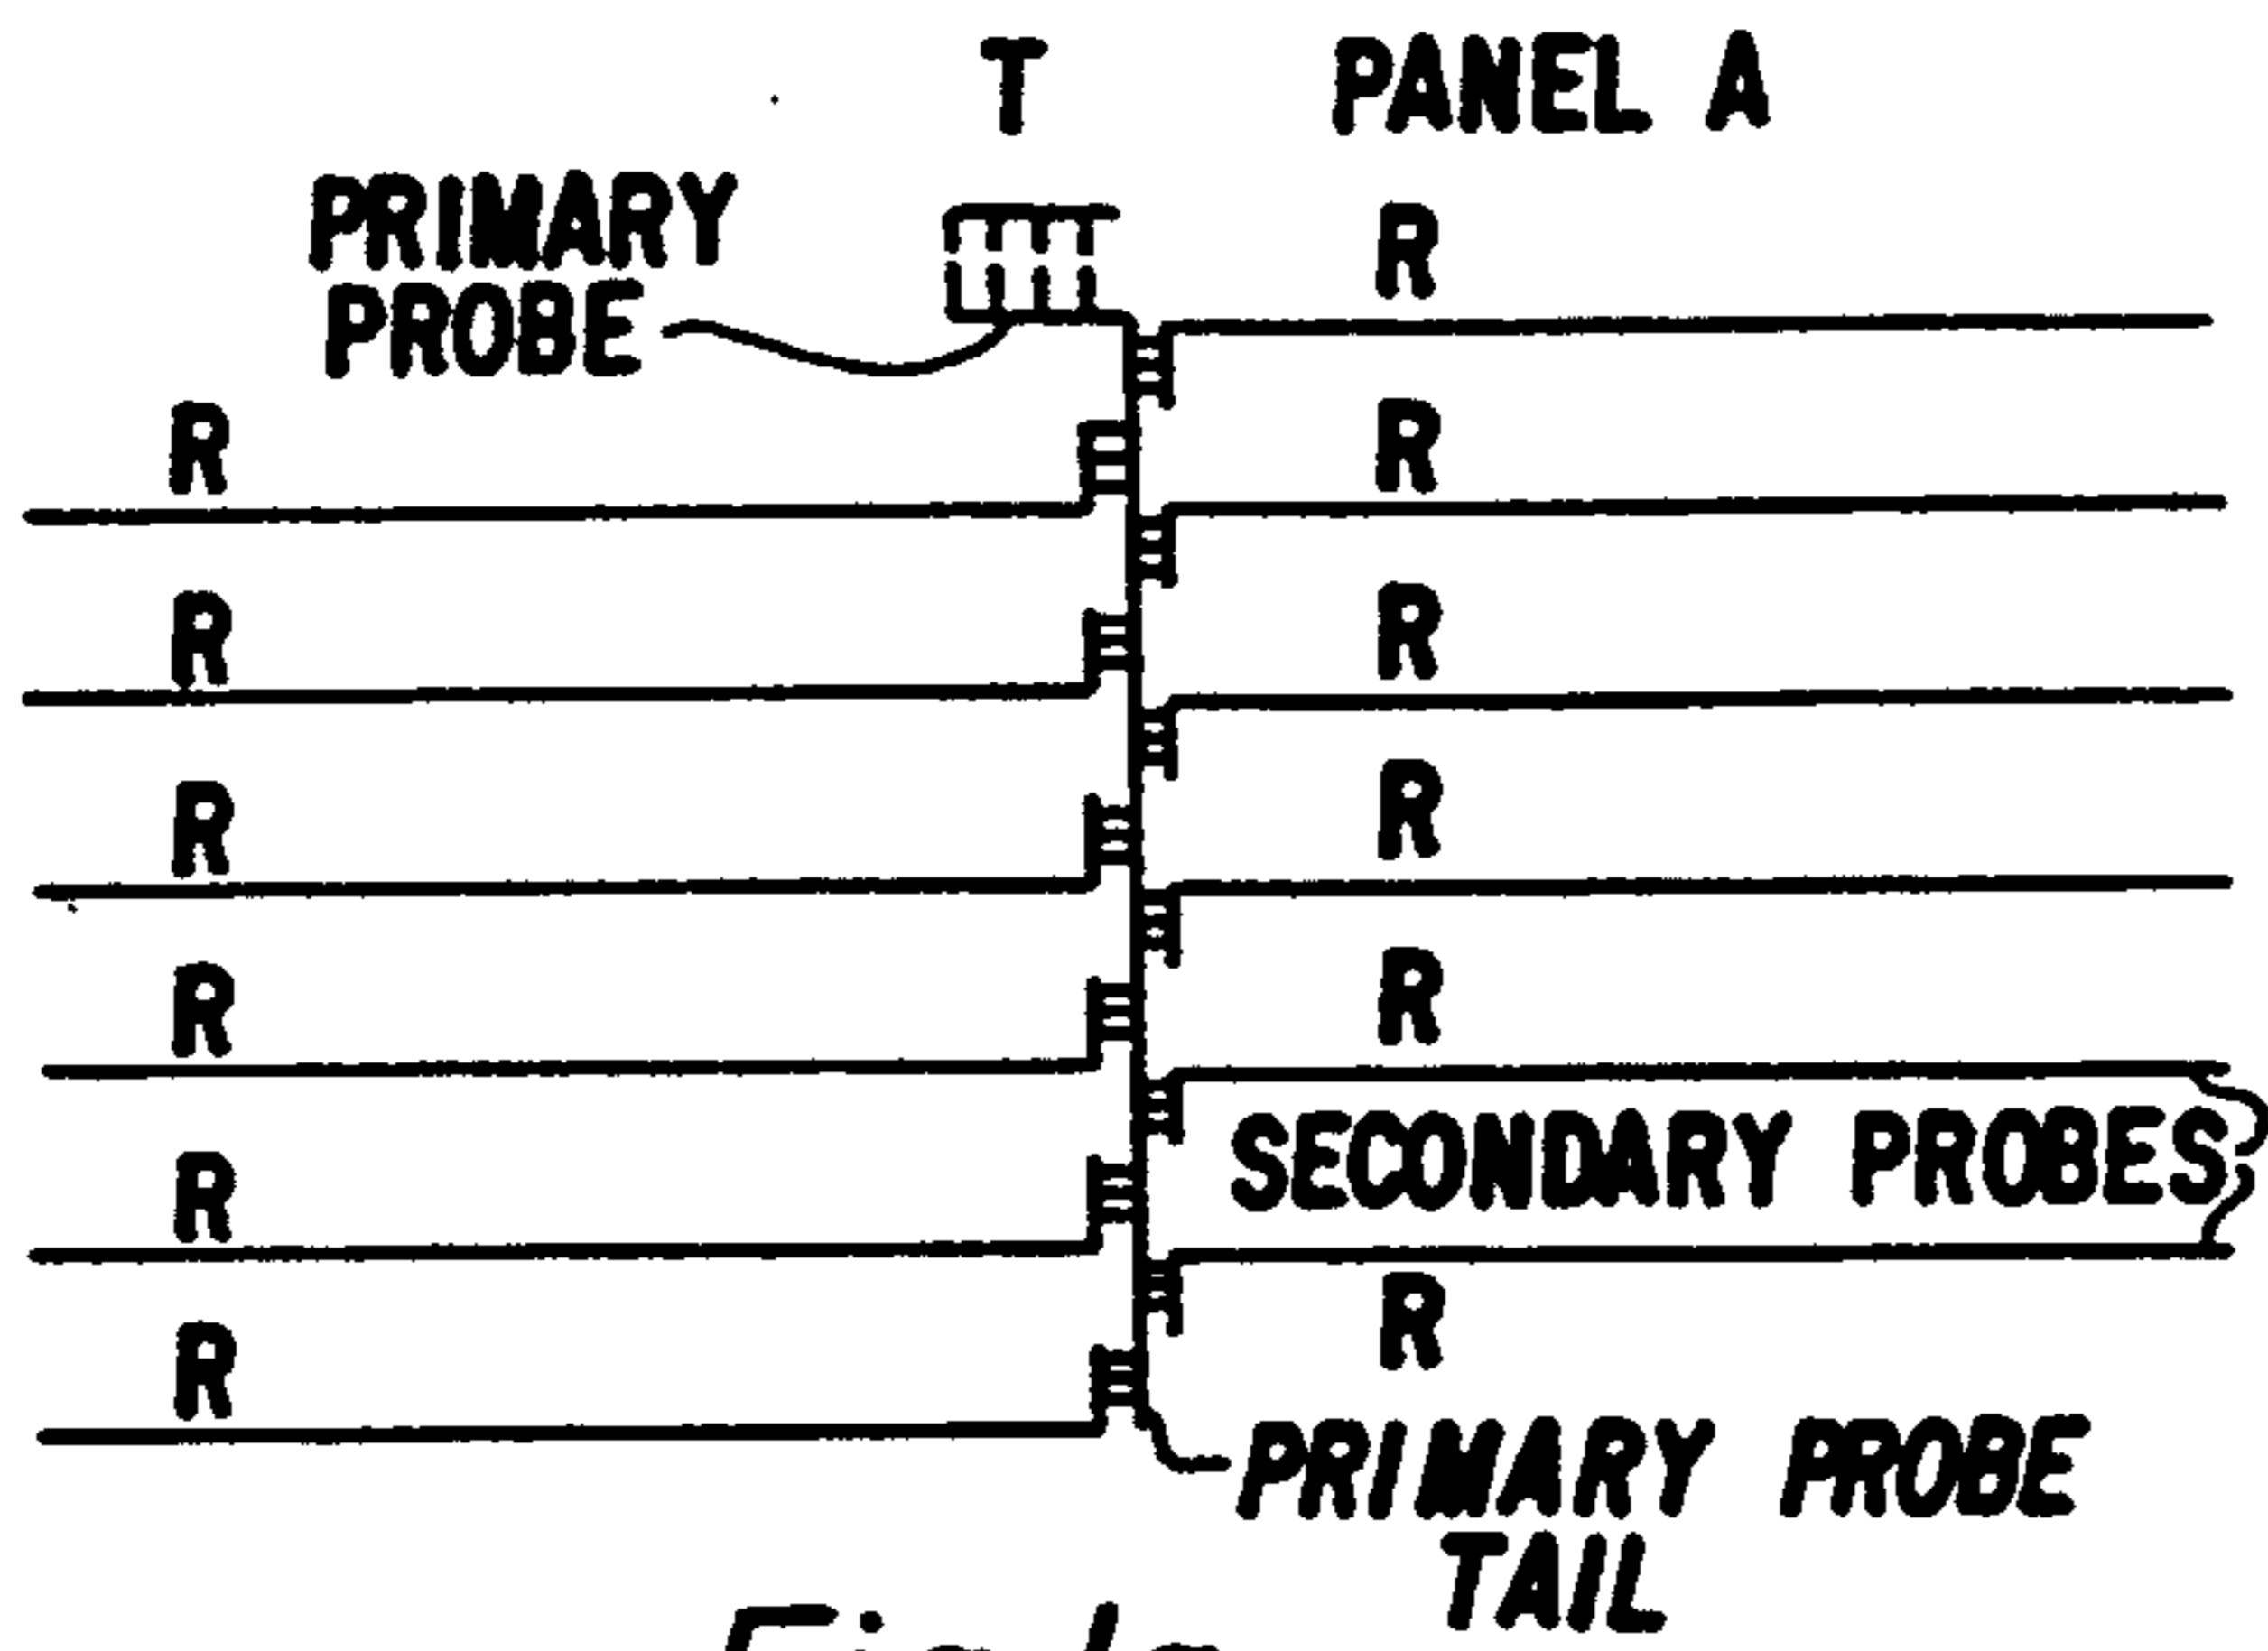 T PANEL A
PRIMARY
PROBE
R
R R
R R
R R
R R
SECONDARY PROBES
R R
R
PRIMARY PROBE
TAIL